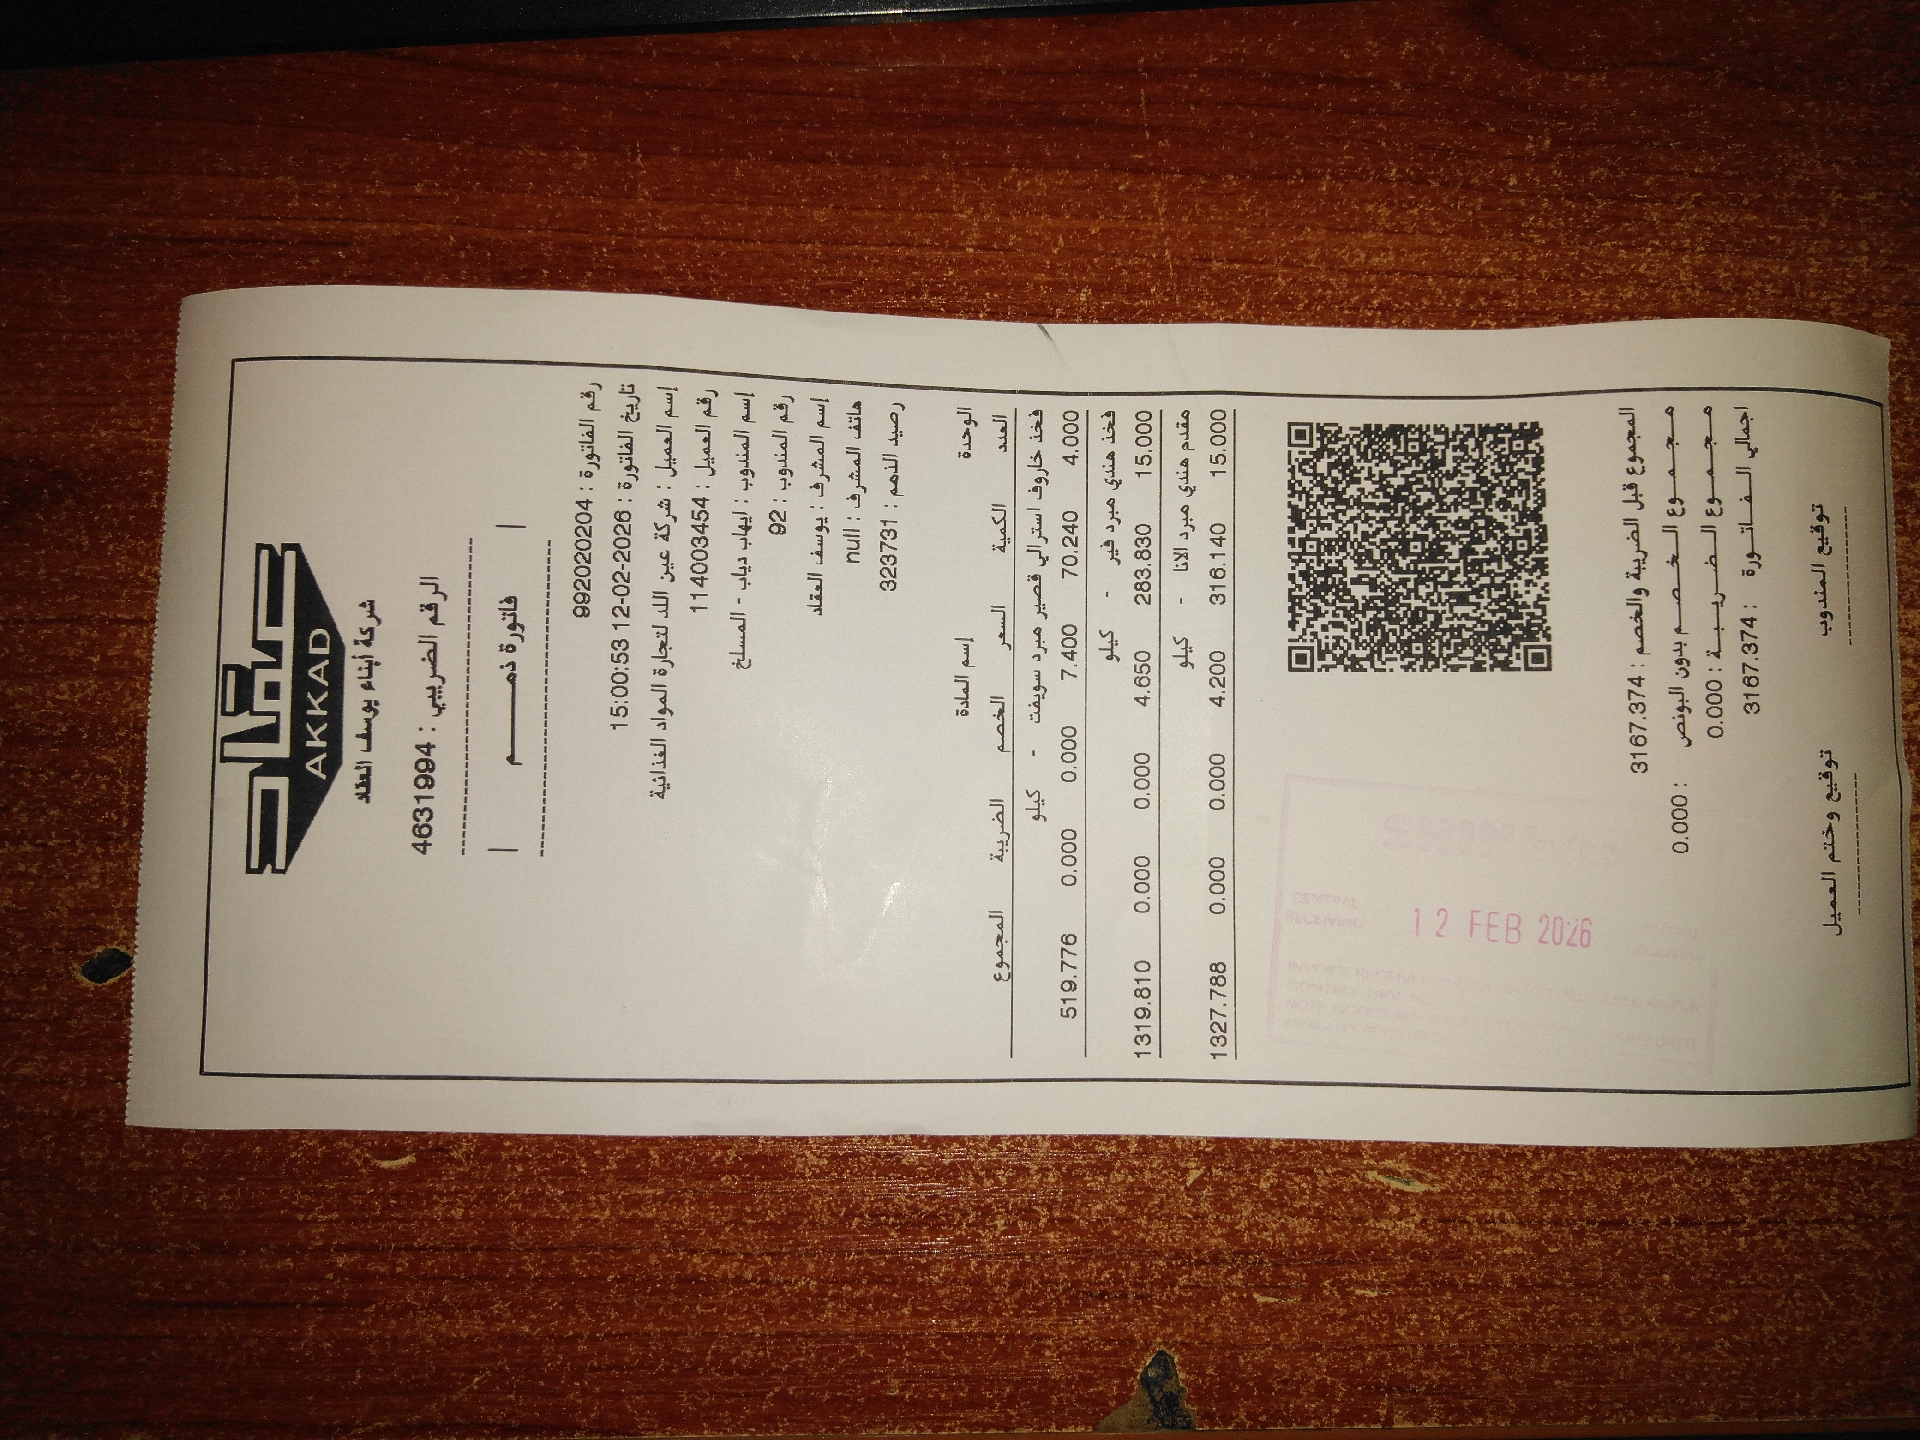 عقاد
AKKAD
شركة أبناء يوسف العقاد
الرقم الضريبي : 4631994
| فاتورة ذمــــــم |
رقم الفاتورة : 992020204
تاريخ الفاتورة : 2026-02-12 15:00:53
إسم العميل : شركة عين اللد لتجارة المواد الغذائية
رقم العميل : 114003454
إسم المندوب : ايهاب دياب - المسلخ
رقم المندوب : 92
إسم المشرف : يوسف العقاد
هاتف المشرف : null
رصيد الذمم : 323731
الوحدة إسم المادة
العدد الكمية السعر الخصم الضريبة المجموع
فخذ خاروف استرالي قصير مبرد سويفت - كيلو
4.000 70.240 7.400 0.000 0.000 519.776
فخذ هندي مبرد فير - كيلو
15.000 283.830 4.650 0.000 0.000 1319.810
مقدم هندي مبرد الانا - كيلو
15.000 316.140 4.200 0.000 0.000 1327.788
CENTRAL
RECEIVING
12 FEB 2026
المجموع قبل الضريبة والخصم : 3167.374
مجموع الخصم بدون البونص : 0.000
مجموع الضريبة : 0.000
اجمالي الفاتورة : 3167.374
توقيع المندوب توقيع وختم العميل